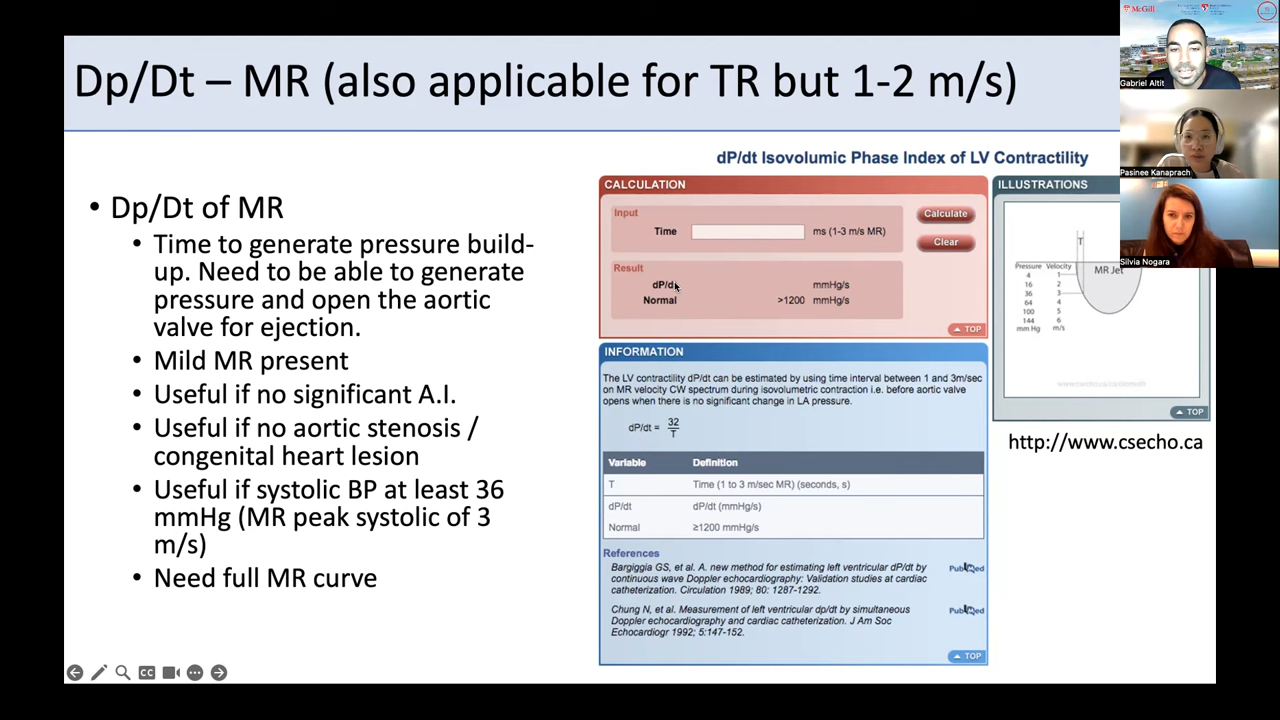 Dp/Dt – MR (also applicable for TR but 1-2 m/s)
• Dp/Dt of MR
• Time to generate pressure build-
up. Need to be able to generate
pressure and open the aortic
valve for ejection.
• Mild MR present
• Useful if no significant A.I.
• Useful if no aortic stenosis /
congenital heart lesion
• Useful if systolic BP at least 36
mmHg (MR peak systolic of 3
m/s)
• Need full MR curve
dP/dt Isovolumic Phase Index of LV Contractility
CALCULATION
Input
Time ms (1-3 m/s MR)
Calculate
Clear
Result
dP/dt mmHg/s
Normal >1200 mmHg/s
TOP
INFORMATION
The LV contractility dP/dt can be estimated by using time interval between 1 and 3m/sec
on MR velocity CW spectrum during isovolumetric contraction i.e. before aortic valve
opens when there is no significant change in LA pressure.
dP/dt = 32
T
Variable Definition
T Time (1 to 3 m/sec MR) (seconds, s)
dP/dt dP/dt (mmHg/s)
Normal ≥1200 mmHg/s
References
Bargiggia GS, et al. A new method for estimating left ventricular dP/dt by
continuous wave Doppler echocardiography: Validation studies at cardiac
catheterization. Circulation 1989; 80: 1287-1292.
PubMed
Chung N, et al. Measurement of left ventricular dp/dt by simultaneous
Doppler echocardiography and cardiac catheterization. J Am Soc
Echocardiogr 1992; 5:147-152.
PubMed
TOP
ILLUSTRATIONS
T
MR Jet
Pressure Velocity
4 1
16 2
36 3
64 4
100 5
144 6
mm Hg m/s
TOP
http://www.csecho.ca
McGill
Gabriel Altit
Pasinee Kanaprach
Silvia Nogara
CC